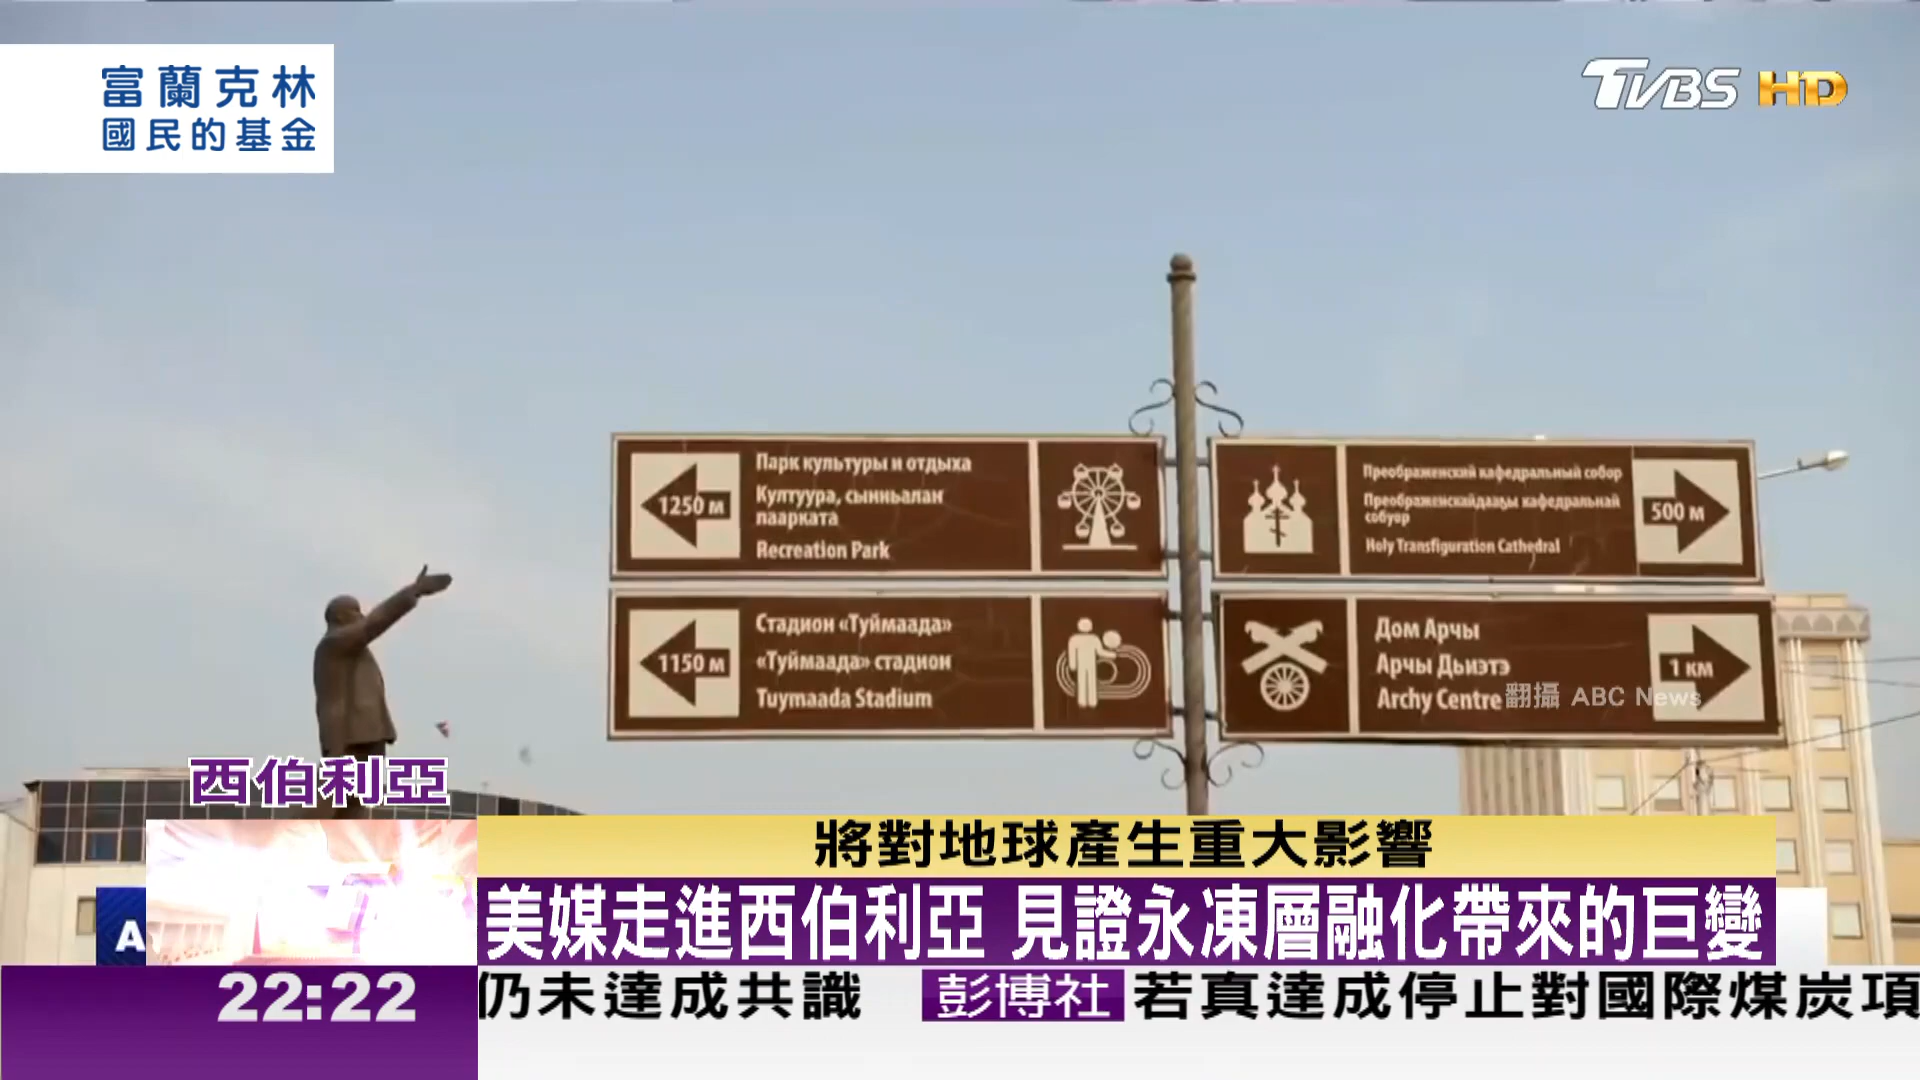 富蘭克林
國民的基金
TVBS HD
1250 м
Парк культуры и отдыха
Култуура, сынньалаҥ
паарката
Recreation Park
Преображенский кафедральный собор
Преображенскайдааҕы кафедральнай
собуор
Holy Transfiguration Cathedral
500 м
1150 м
Стадион «Туймаада»
«Туймаада» стадион
Tuymaada Stadium
Дом Арчы
Арчы Дьиэтэ
Archy Centre
1 км
翻攝 ABC News
西伯利亞
將對地球產生重大影響
美媒走進西伯利亞 見證永凍層融化帶來的巨變
A
22:22
仍未達成共識 彭博社 若真達成停止對國際煤炭項